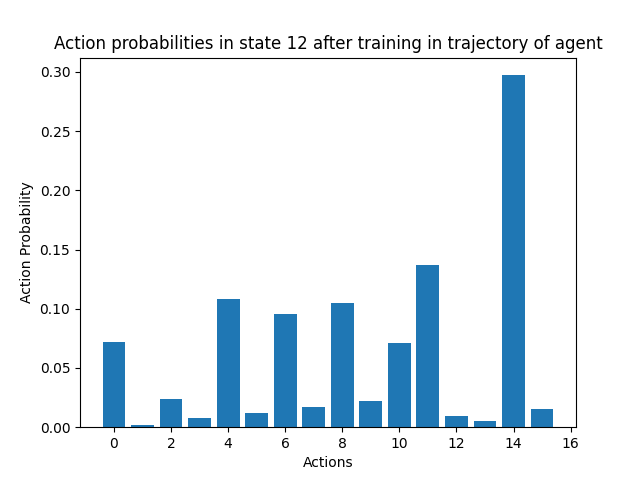 Action probabilities in state 12 after training in trajectory of agent
0.30
0.25
0.20
0.15
0.10
0.05
0.00
Action Probability
0 2 4 6 8 10 12 14 16
Actions